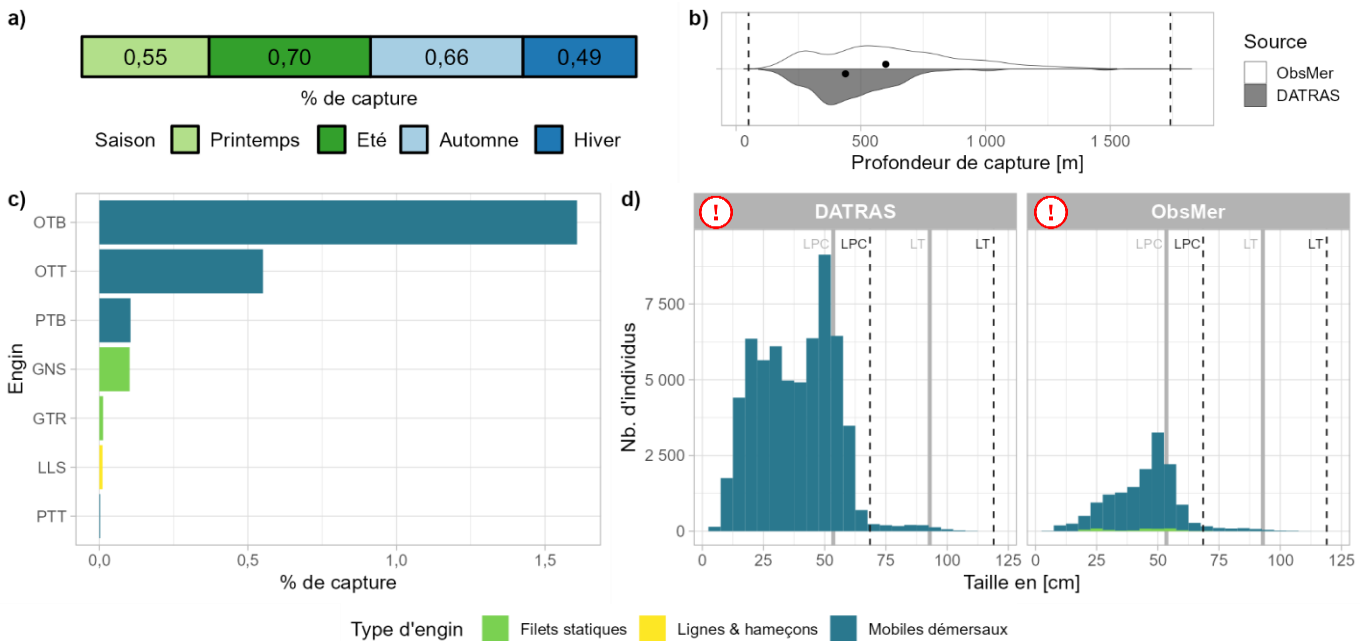 a)
0,55 0,70 0,66 0,49
% de capture
Saison Printemps Eté Automne Hiver
b)
0 500 1 000 1 500
Profondeur de capture [m]
Source
ObsMer
DATRAS
c)
Engin
OTB
OTT
PTB
GNS
GTR
LLS
PTT
0,0 0,5 1,0 1,5
% de capture
d)
! DATRAS ! ObsMer
LPC LPC LT LT LPC LPC LT LT
Nb. d'individus
7 500
5 000
2 500
0
0 25 50 75 100 125 0 25 50 75 100 125
Taille en [cm]
Type d'engin Filets statiques Lignes & hameçons Mobiles démersaux